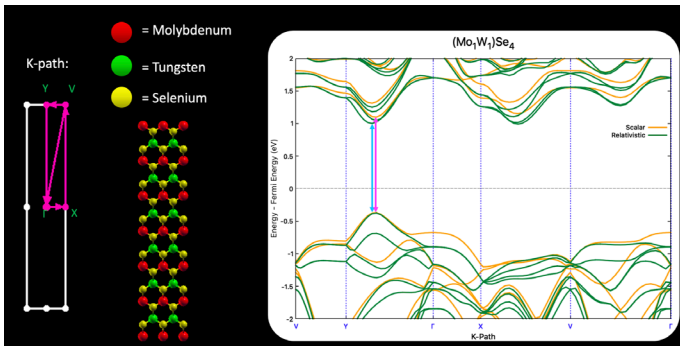 = Molybdenum
= Tungsten
= Selenium
K-path:
Y V
Γ X
(Mo1W1)Se4
Energy - Fermi Energy (eV)
2
1.5
1
0.5
0
-0.5
-1
-1.5
-2
Scalar
Relativistic
V Y Γ X V Γ
K-Path